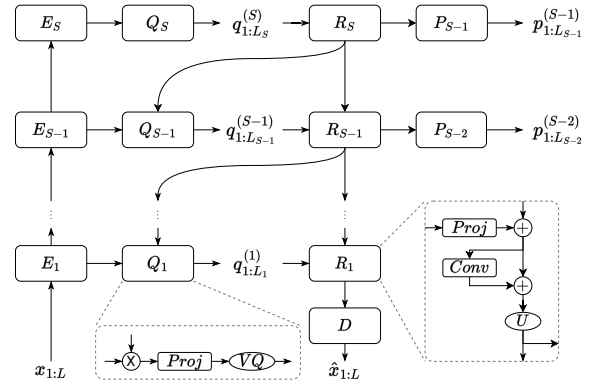 E_S Q_S q^{(S)}_{1:L_S} R_S P_{S-1} p^{(S-1)}_{1:L_{S-1}}
E_{S-1} Q_{S-1} q^{(S-1)}_{1:L_{S-1}} R_{S-1} P_{S-2} p^{(S-2)}_{1:L_{S-2}}
⋮ ⋮ ⋮
E_1 Q_1 q^{(1)}_{1:L_1} R_1
Proj +
Conv +
U
D
X Proj VQ
x_{1:L} x̂_{1:L}